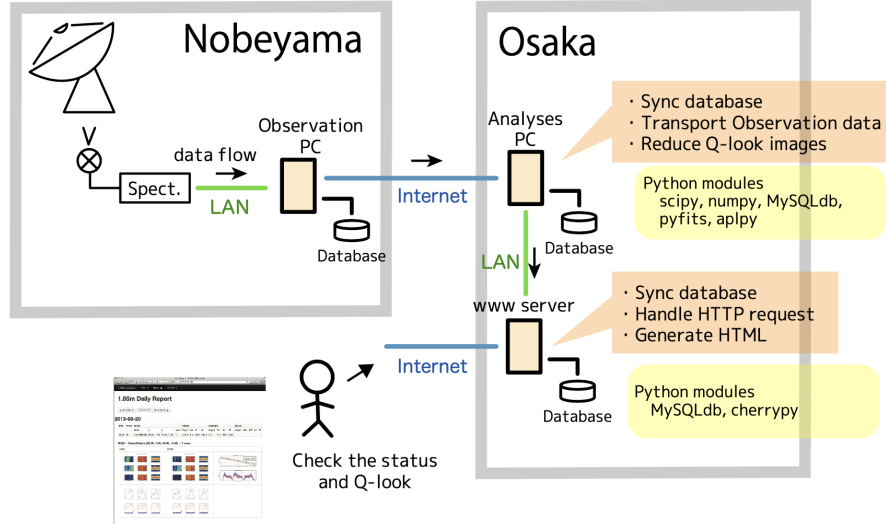 Nobeyama
Observation
PC
data flow
Spect.
LAN
Database
Internet
Osaka
Analyses
PC
・Sync database
・Transport Observation data
・Reduce Q-look images
Python modules
scipy, numpy, MySQLdb,
pyfits, aplpy
Database
LAN
www server
・Sync database
・Handle HTTP request
・Generate HTML
Internet
Database
Python modules
MySQLdb, cherrypy
Check the status
and Q-look
1.85m Daily Report
2013-03-20